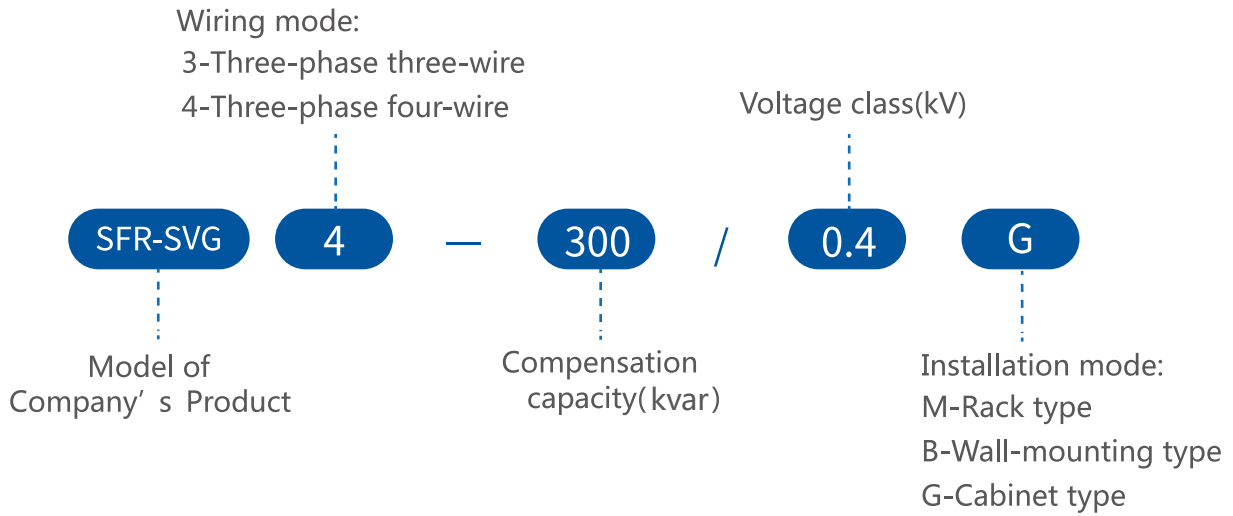 Wiring mode:
3-Three-phase three-wire
4-Three-phase four-wire
Voltage class(kV)
SFR-SVG 4 — 300 / 0.4 G
Model of
Company's Product
Compensation
capacity(kvar)
Installation mode:
M-Rack type
B-Wall-mounting type
G-Cabinet type